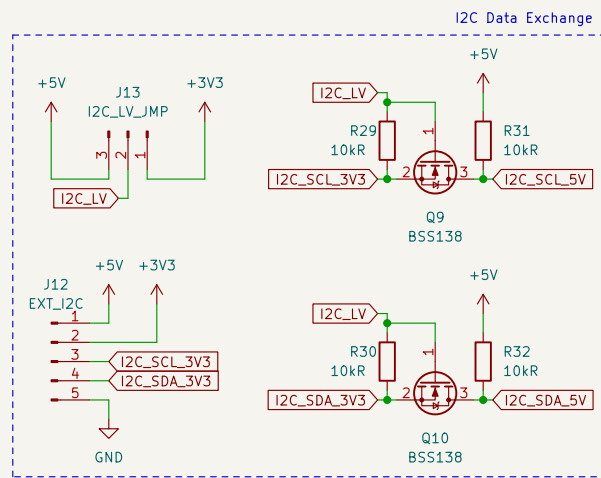 I2C Data Exchange
+5V
J13
I2C_LV_JMP
+3V3
3
2
1
I2C_LV
I2C_LV
+5V
R29
10kR
1
R31
10kR
I2C_SCL_3V3
2
3
I2C_SCL_5V
Q9
BSS138
J12
EXT_I2C
+5V
+3V3
1
2
3
I2C_SCL_3V3
4
I2C_SDA_3V3
5
GND
I2C_LV
+5V
R30
10kR
1
R32
10kR
I2C_SDA_3V3
2
3
I2C_SDA_5V
Q10
BSS138